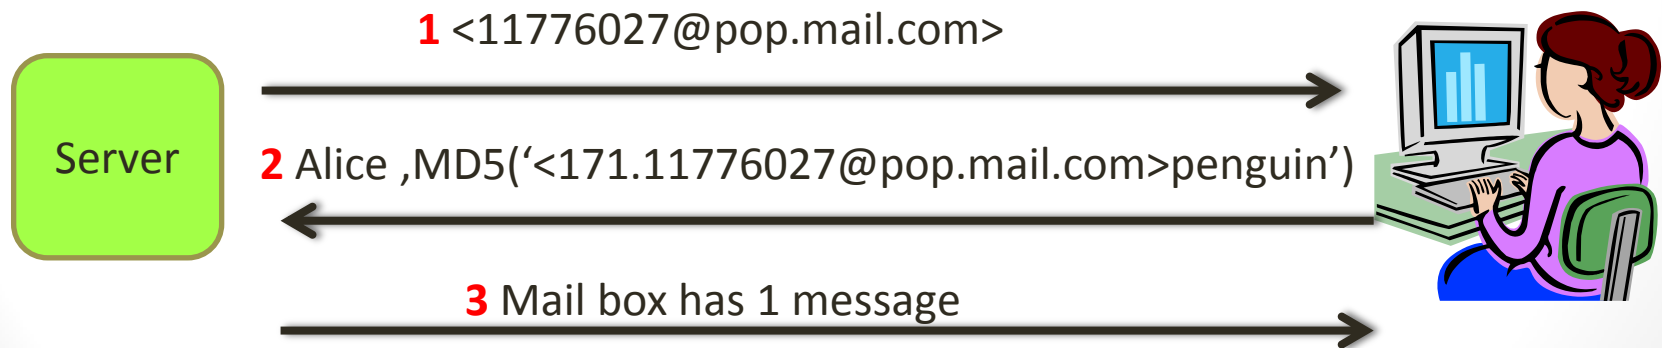 1 <11776027@pop.mail.com>
Server
2 Alice ,MD5(‘<171.11776027@pop.mail.com>penguin’)
3 Mail box has 1 message